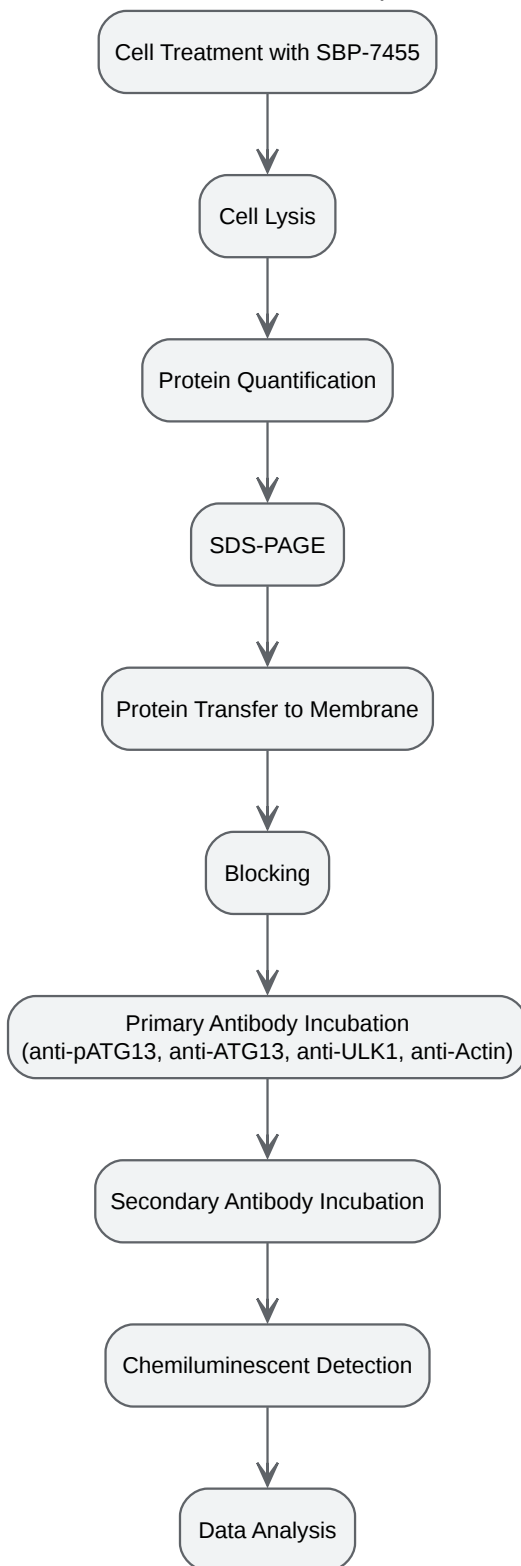 Cell Treatment with SBP-7455
Cell Lysis
Protein Quantification
SDS-PAGE
Protein Transfer to Membrane
Blocking
Primary Antibody Incubation
(anti-pATG13, anti-ATG13, anti-ULK1, anti-Actin)
Secondary Antibody Incubation
Chemiluminescent Detection
Data Analysis